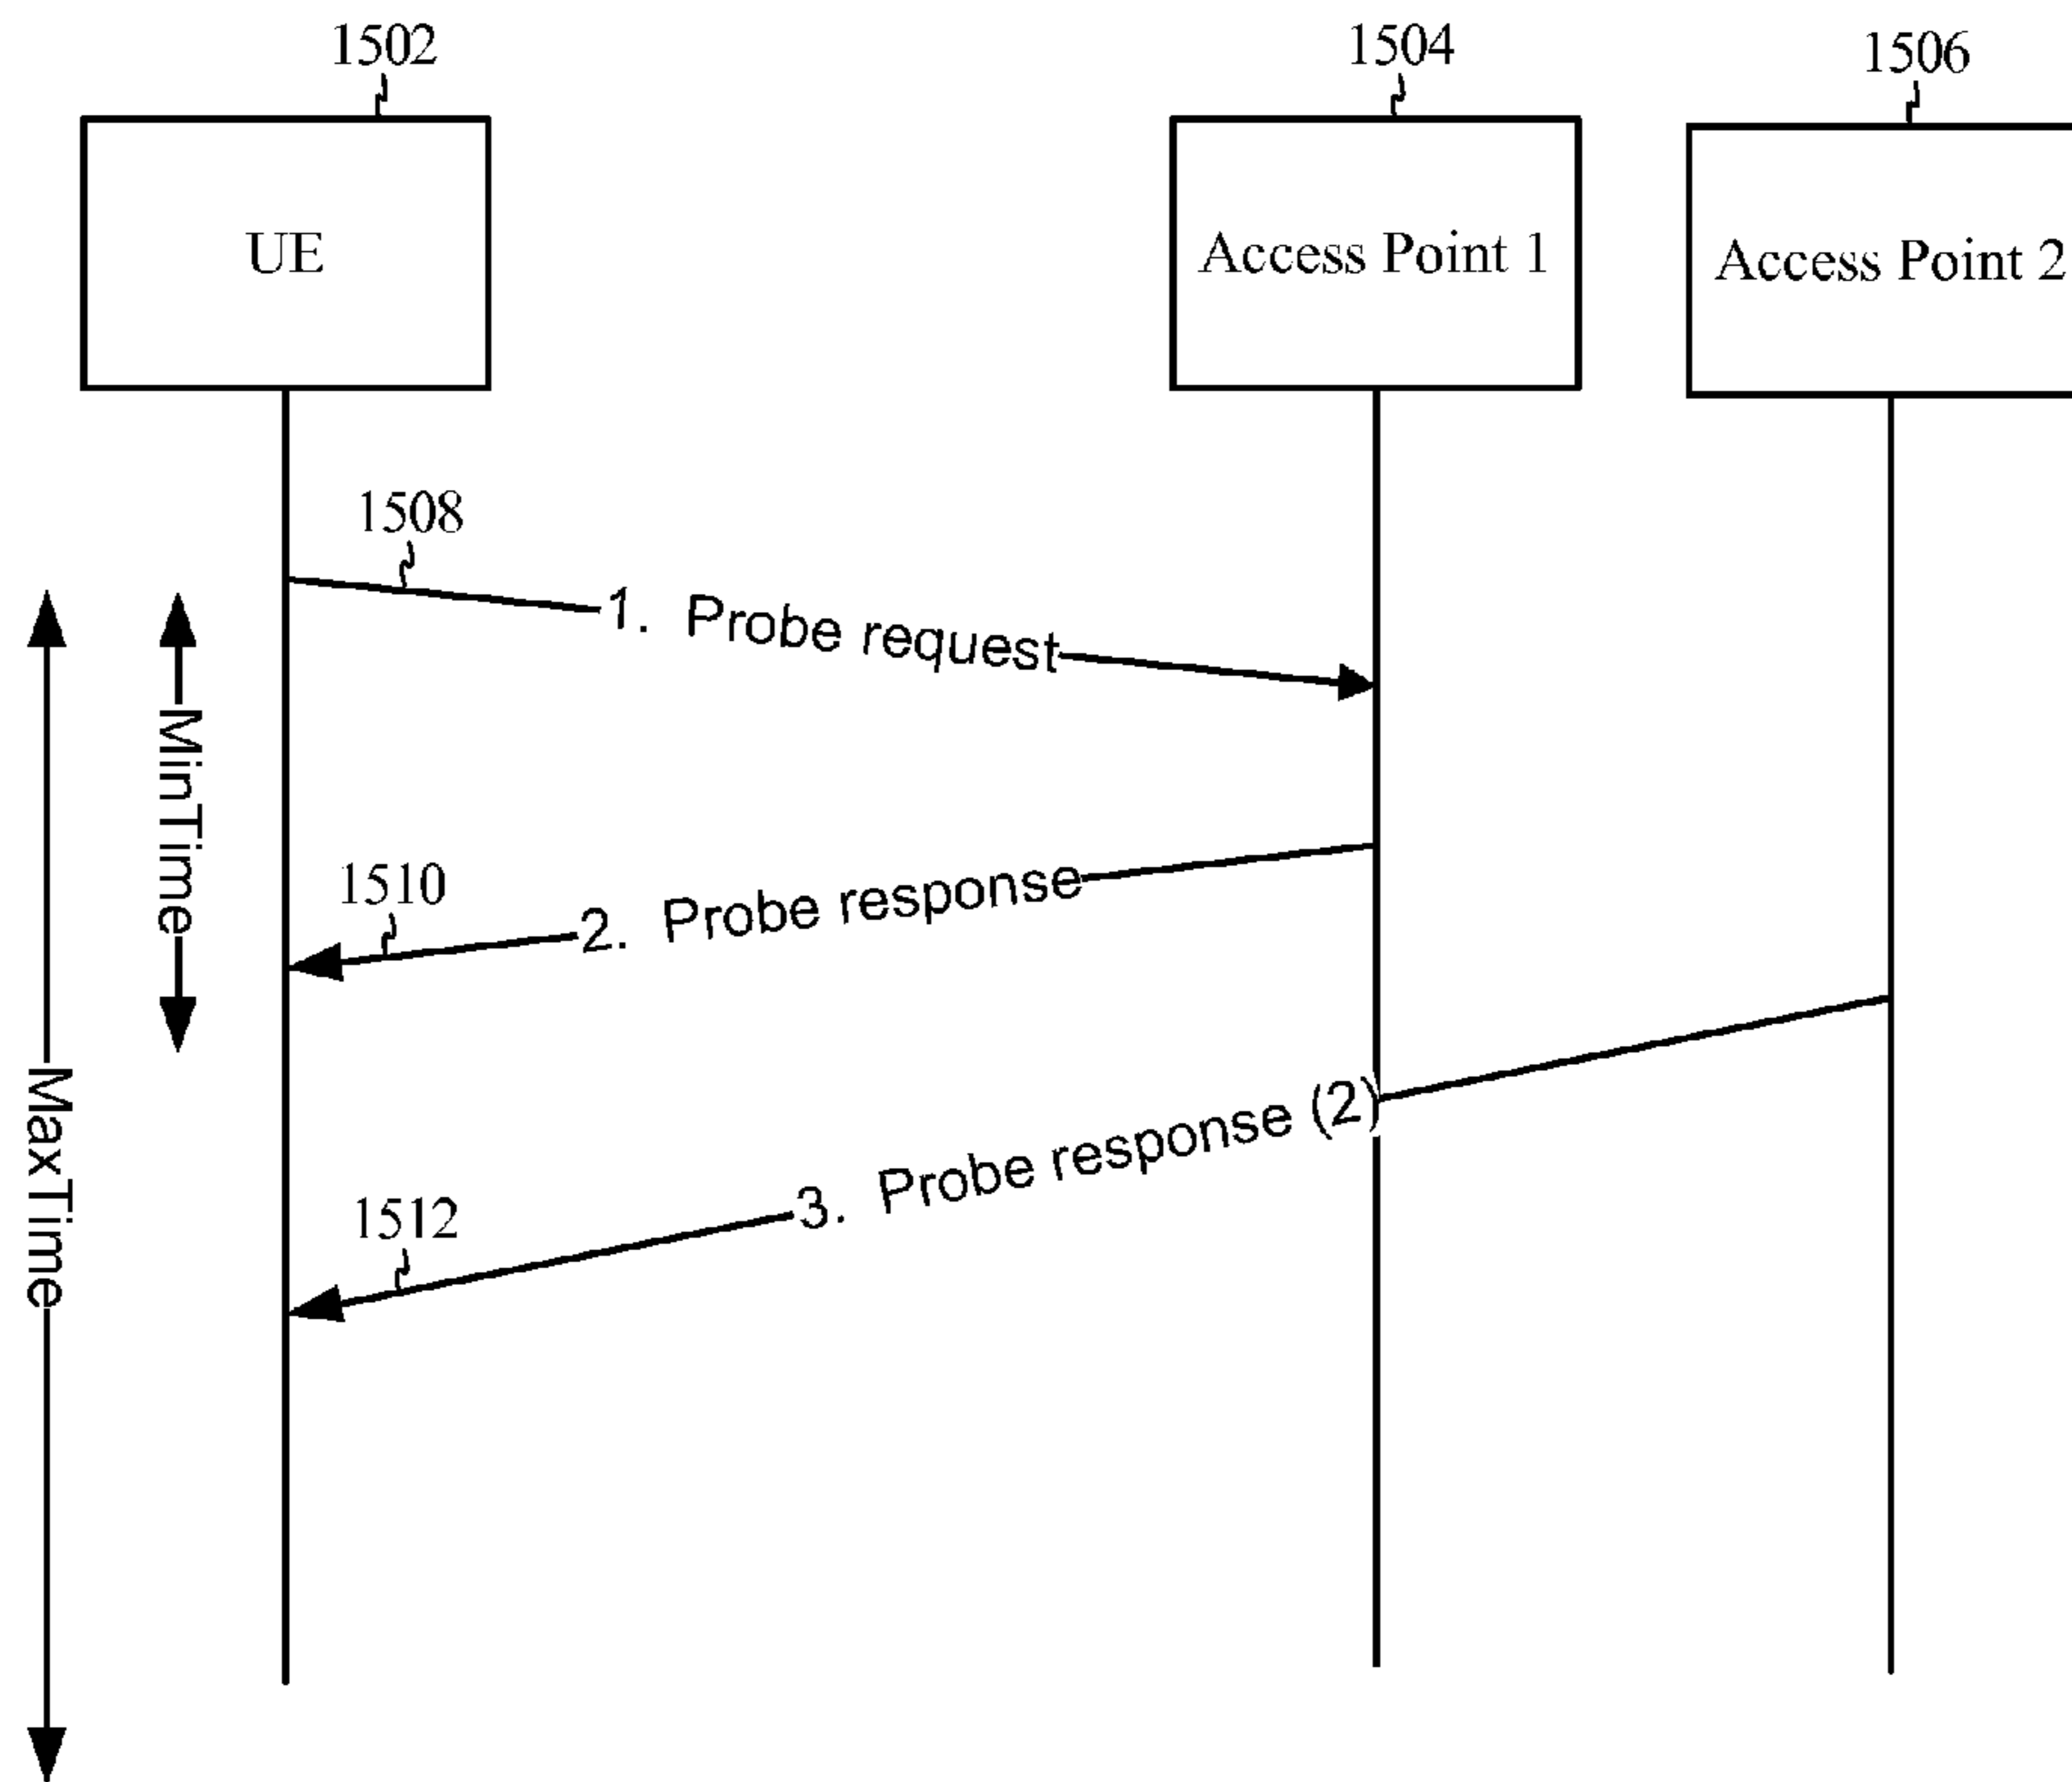 1502
1504
1506
UE
Access Point 1
Access Point 2
1508
1. Probe request
MinTime
1510
2. Probe response
MaxTime
3. Probe response (2)
1512